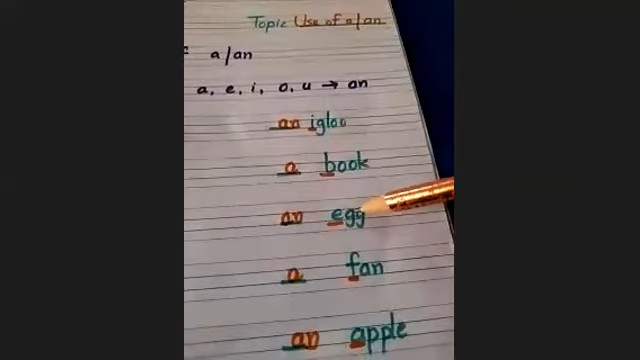 Topic Use of a/an
a/an
a, e, i, o, u → an
an igloo
a book
an egg
a fan
an apple